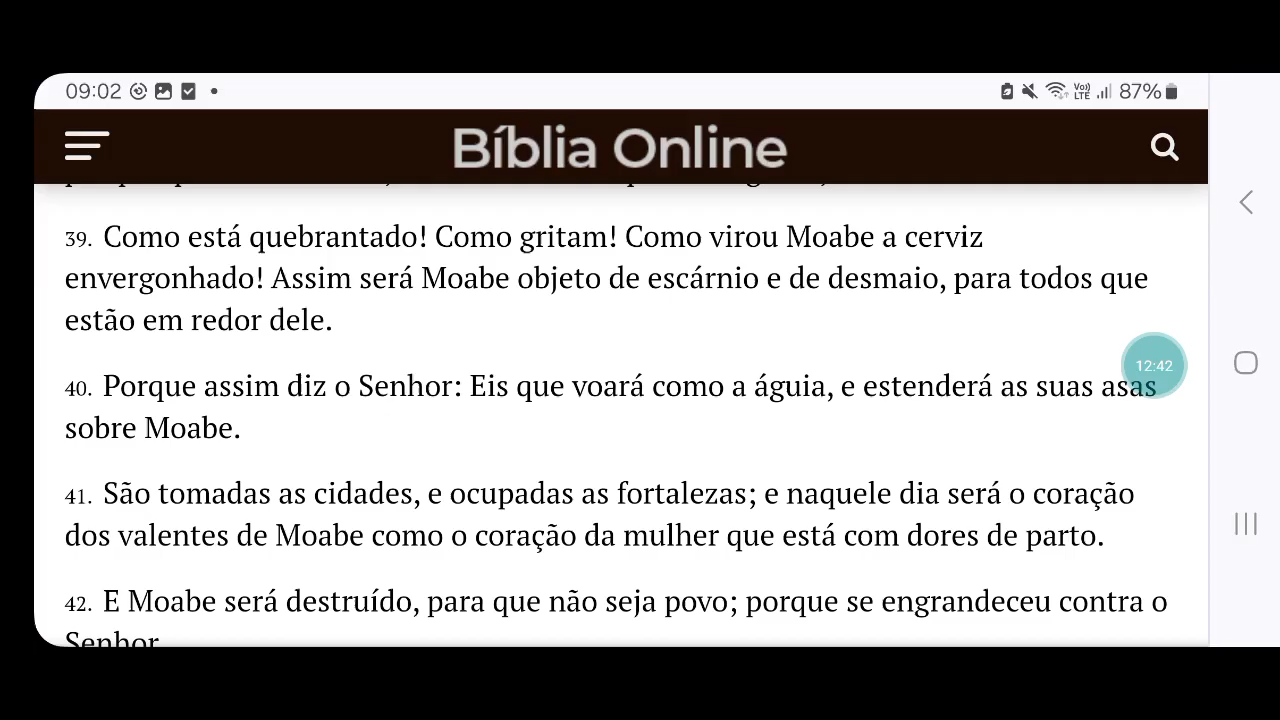 09:02
Voo) LTE 87%
Bíblia Online
39. Como está quebrantado! Como gritam! Como virou Moabe a cerviz
envergonhado! Assim será Moabe objeto de escárnio e de desmaio, para todos que
estão em redor dele.
12:42
40. Porque assim diz o Senhor: Eis que voará como a águia, e estenderá as suas asas
sobre Moabe.
41. São tomadas as cidades, e ocupadas as fortalezas; e naquele dia será o coração
dos valentes de Moabe como o coração da mulher que está com dores de parto.
42. E Moabe será destruído, para que não seja povo; porque se engrandeceu contra o
Senhor